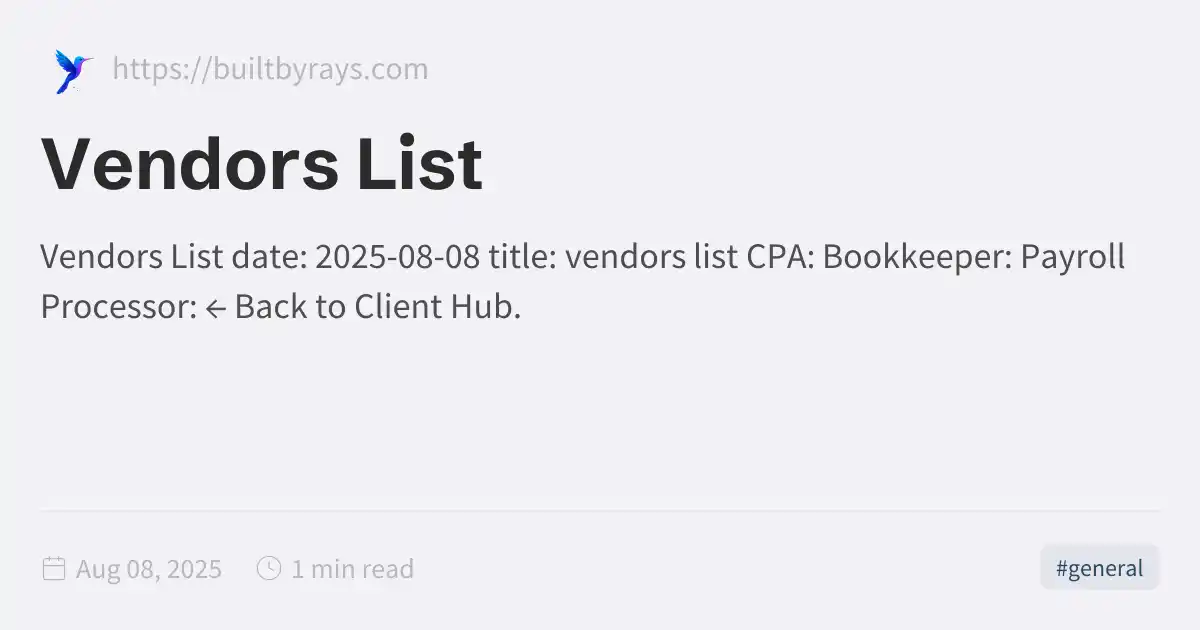 https://builtbyrays.com
Vendors List
Vendors List date: 2025-08-08 title: vendors list CPA: Bookkeeper: Payroll
Processor: ← Back to Client Hub.
Aug 08, 2025 1 min read #general